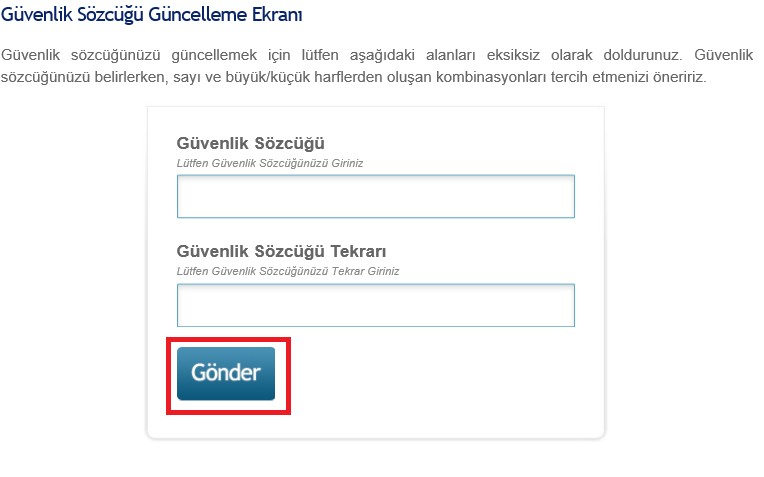 Güvenlik Sözcüğü Güncelleme Ekranı
Güvenlik sözcüğünüzü güncellemek için lütfen aşağıdaki alanları eksiksiz olarak doldurunuz. Güvenlik
sözcüğünüzü belirlerken, sayı ve büyük/küçük harflerden oluşan kombinasyonları tercih etmenizi öneririz.
Güvenlik Sözcüğü
Lütfen Güvenlik Sözcüğünüzü Giriniz
Güvenlik Sözcüğü Tekrarı
Lütfen Güvenlik Sözcüğünüzü Tekrar Giriniz
Gönder